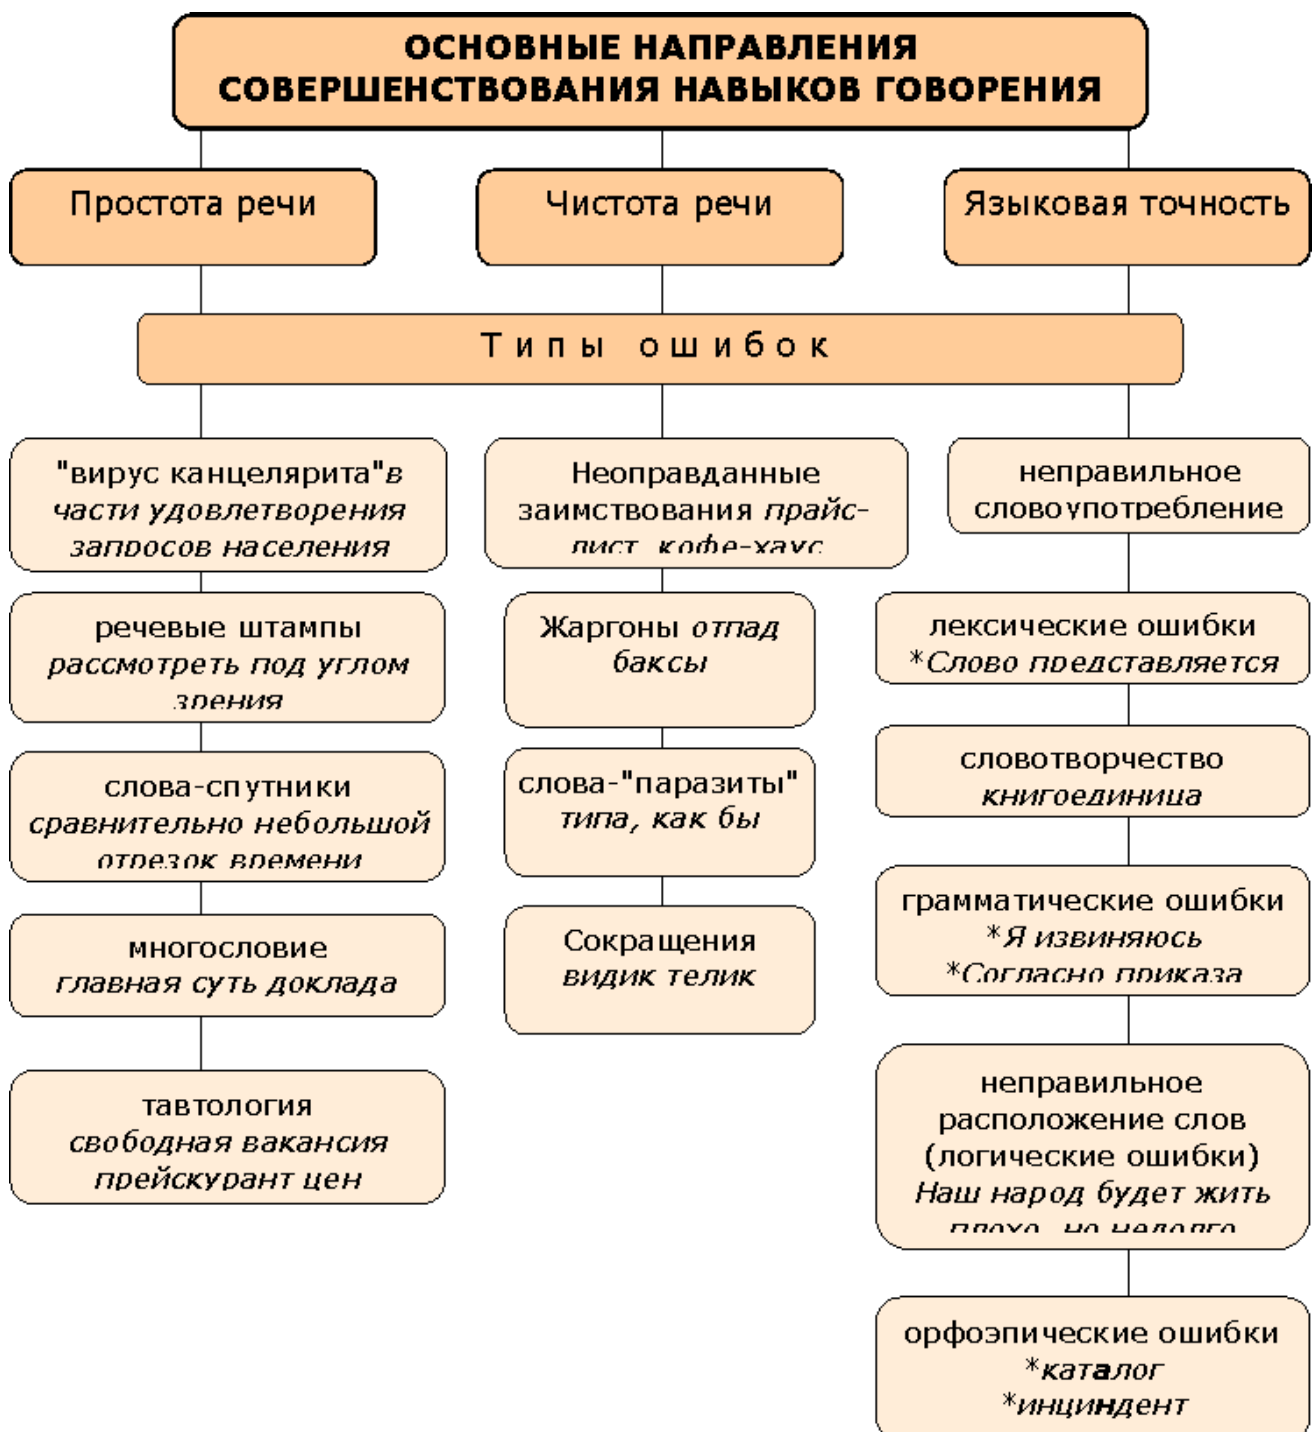 ОСНОВНЫЕ НАПРАВЛЕНИЯ
СОВЕРШЕНСТВОВАНИЯ НАВЫКОВ ГОВОРЕНИЯ
Простота речи
Чистота речи
Языковая точность
Типы ошибок
"вирус канцелярита"в
части удовлетворения
запросов населения
речевые штампы
рассмотреть под углом
зрения
слова-спутники
сравнительно небольшой
отрезок времени
многословие
главная суть доклада
тавтология
свободная вакансия
прейскурант цен
Неоправданные
заимствования прайс-
лист, кофе-хаус
Жаргоны отпад
баксы
слова-"паразиты"
типа, как бы
Сокращения
видик телик
неправильное
словоупотребление
лексические ошибки
*Слово представляется
словотворчество
книгоединица
грамматические ошибки
*Я извиняюсь
*Согласно приказа
неправильное
расположение слов
(логические ошибки)
Наш народ будет жить
плохо, но недолго
орфоэпические ошибки
*каталог
*инциндент